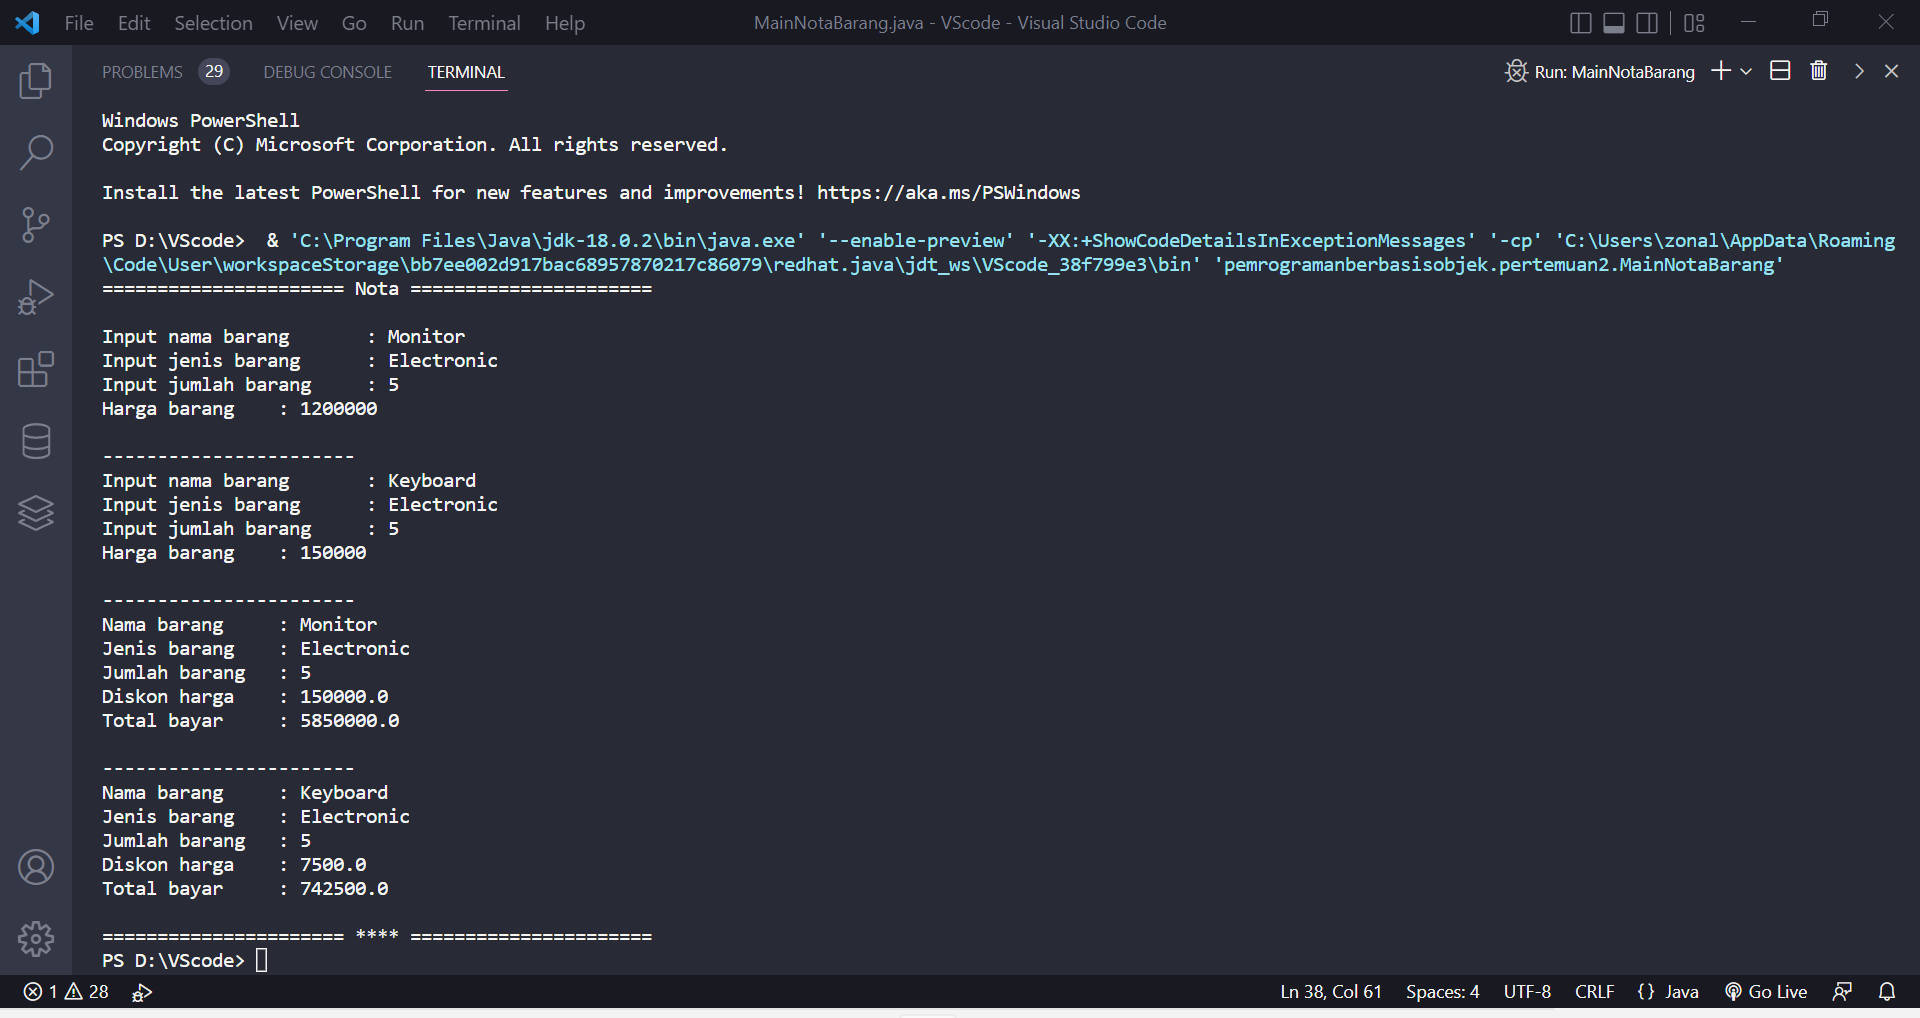 File Edit Selection View Go Run Terminal Help MainNotaBarang.java - VScode - Visual Studio Code
PROBLEMS 29 DEBUG CONSOLE TERMINAL Run: MainNotaBarang
Windows PowerShell
Copyright (C) Microsoft Corporation. All rights reserved.
Install the latest PowerShell for new features and improvements! https://aka.ms/PSWindows
PS D:\VScode>  & 'C:\Program Files\Java\jdk-18.0.2\bin\java.exe' '--enable-preview' '-XX:+ShowCodeDetailsInExceptionMessages' '-cp' 'C:\Users\zonal\AppData\Roaming
\Code\User\workspaceStorage\bb7ee002d917bac68957870217c86079\redhat.java\jdt_ws\VScode_38f799e3\bin' 'pemrogramanberbasisobjek.pertemuan2.MainNotaBarang'
====================== Nota ======================
Input nama barang       : Monitor
Input jenis barang      : Electronic
Input jumlah barang     : 5
Harga barang    : 1200000
-----------------------
Input nama barang       : Keyboard
Input jenis barang      : Electronic
Input jumlah barang     : 5
Harga barang    : 150000
-----------------------
Nama barang     : Monitor
Jenis barang    : Electronic
Jumlah barang   : 5
Diskon harga    : 150000.0
Total bayar     : 5850000.0
-----------------------
Nama barang     : Keyboard
Jenis barang    : Electronic
Jumlah barang   : 5
Diskon harga    : 7500.0
Total bayar     : 742500.0
====================== **** ======================
PS D:\VScode>
1 28 Ln 38, Col 61 Spaces: 4 UTF-8 CRLF {} Java Go Live